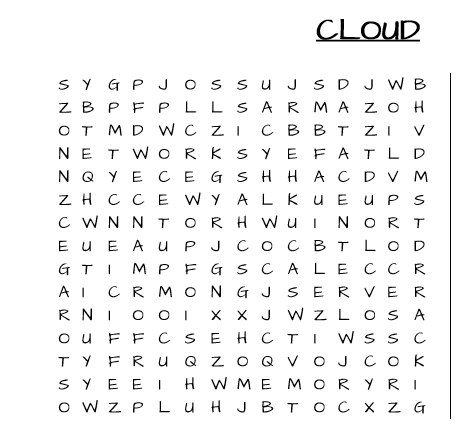 CLOUD
S Y G P J O S S U J S D J W B
Z B P F P L L S A R M A Z O H
O T M D W C Z I C B B T Z I V
N E T W O R K S Y E F A T L D
N Q Y E C E G S H H A C D V M
Z H C C E W Y A L K U E U P S
C W N N T O R H W U I N O R T
E U E A U P J C O C B T L O D
G T I M P F G S C A L E C C R
A I C R M O N G J S E R V E R
R N I O O I X X J W Z L O S A
O U F F C S E H C T I W S S C
T Y F R U Q Z O Q V O J C O K
S Y E E I H W M E M O R Y R I
O W Z P L U H J B T O C X Z G